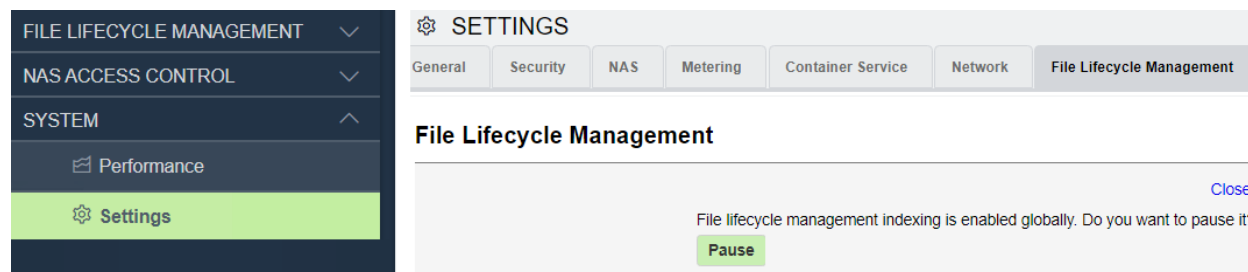 FILE LIFECYCLE MANAGEMENT
NAS ACCESS CONTROL
SYSTEM
Performance
Settings
SETTINGS
General Security NAS Metering Container Service Network File Lifecycle Management
File Lifecycle Management
Close
File lifecycle management indexing is enabled globally. Do you want to pause it?
Pause